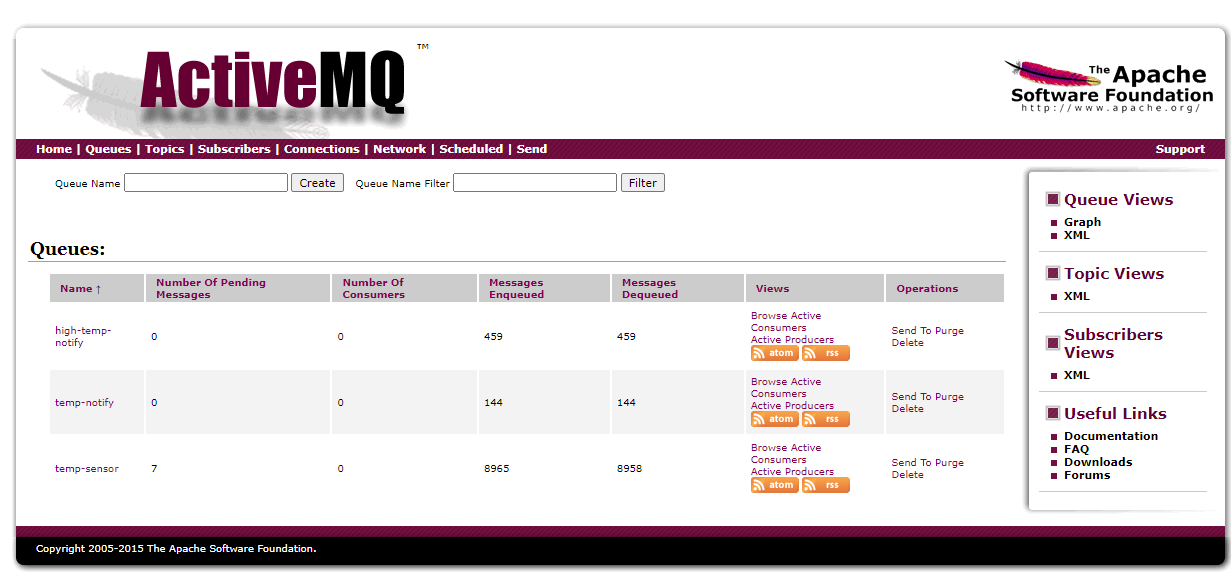 ActiveMQ ™
The Apache
Software Foundation
http://www.apache.org/
Home | Queues | Topics | Subscribers | Connections | Network | Scheduled | Send
Support
Queue Name Create Queue Name Filter Filter
Queues:
Name ↑ Number Of Pending Messages Number Of Consumers Messages Enqueued Messages Dequeued Views Operations
high-temp-notify 0 0 459 459
Browse Active Consumers
Active Producers
atom rss
Send To Purge
Delete
temp-notify 0 0 144 144
Browse Active Consumers
Active Producers
atom rss
Send To Purge
Delete
temp-sensor 7 0 8965 8958
Browse Active Consumers
Active Producers
atom rss
Send To Purge
Delete
Queue Views
Graph
XML
Topic Views
XML
Subscribers
Views
XML
Useful Links
Documentation
FAQ
Downloads
Forums
Copyright 2005-2015 The Apache Software Foundation.